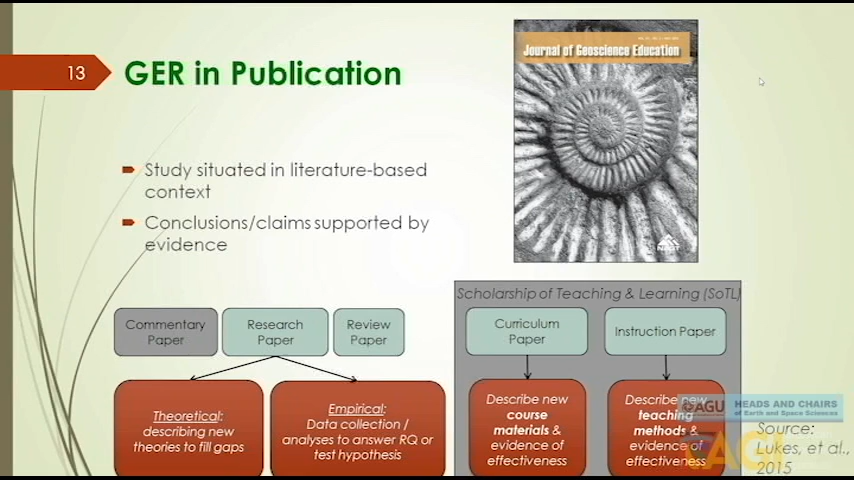 13
GER in Publication
Journal of Geoscience Education
Study situated in literature-based
context
Conclusions/claims supported by
evidence
Scholarship of Teaching & Learning (SoTL)
Commentary
Paper
Research
Paper
Review
Paper
Curriculum
Paper
Instruction Paper
Theoretical:
describing new
theories to fill gaps
Empirical:
Data collection /
analyses to answer RQ or
test hypothesis
Describe new
course
materials &
evidence of
effectiveness
Describe new
teaching
methods &
evidence of
effectiveness
AGU
HEADS AND CHAIRS
of Earth and Space Sciences
AGI
Source:
Lukes, et al.,
2015